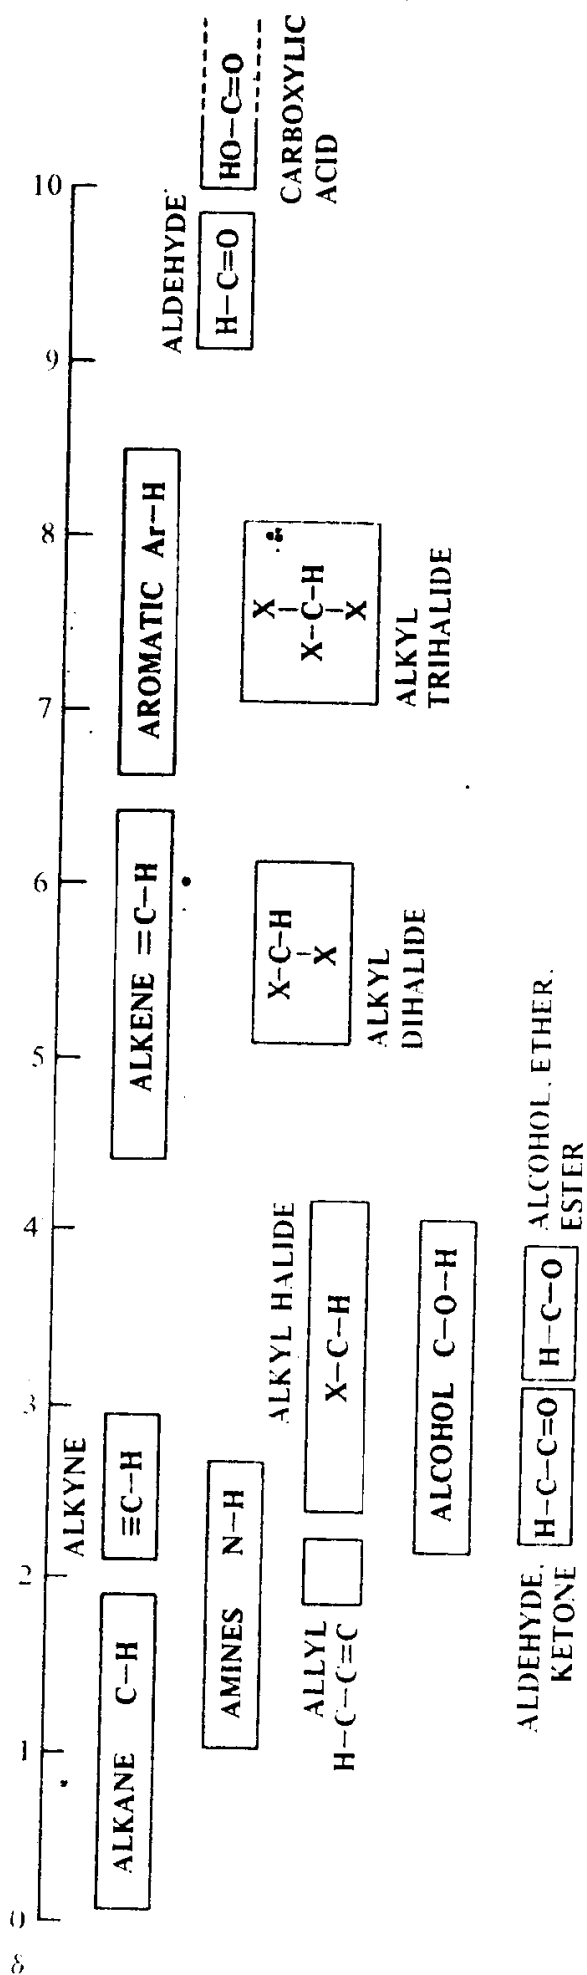 δ 0 1 2 3 4 5 6 7 8 9 10
ALKANE C–H
ALKYNE
≡C–H
ALKENE =C–H
AROMATIC Ar–H
ALDEHYDE
H–C=O
HO–C=O
CARBOXYLIC
ACID
AMINES N–H
ALLYL
H–C–C=C
ALKYL HALIDE
X–C–H
X–C–H
X
ALKYL
DIHALIDE
X
X–C–H
X
ALKYL
TRIHALIDE
ALCOHOL C–O–H
ALDEHYDE,
KETONE
H–C–C=O
H–C–O
ALCOHOL, ETHER,
ESTER